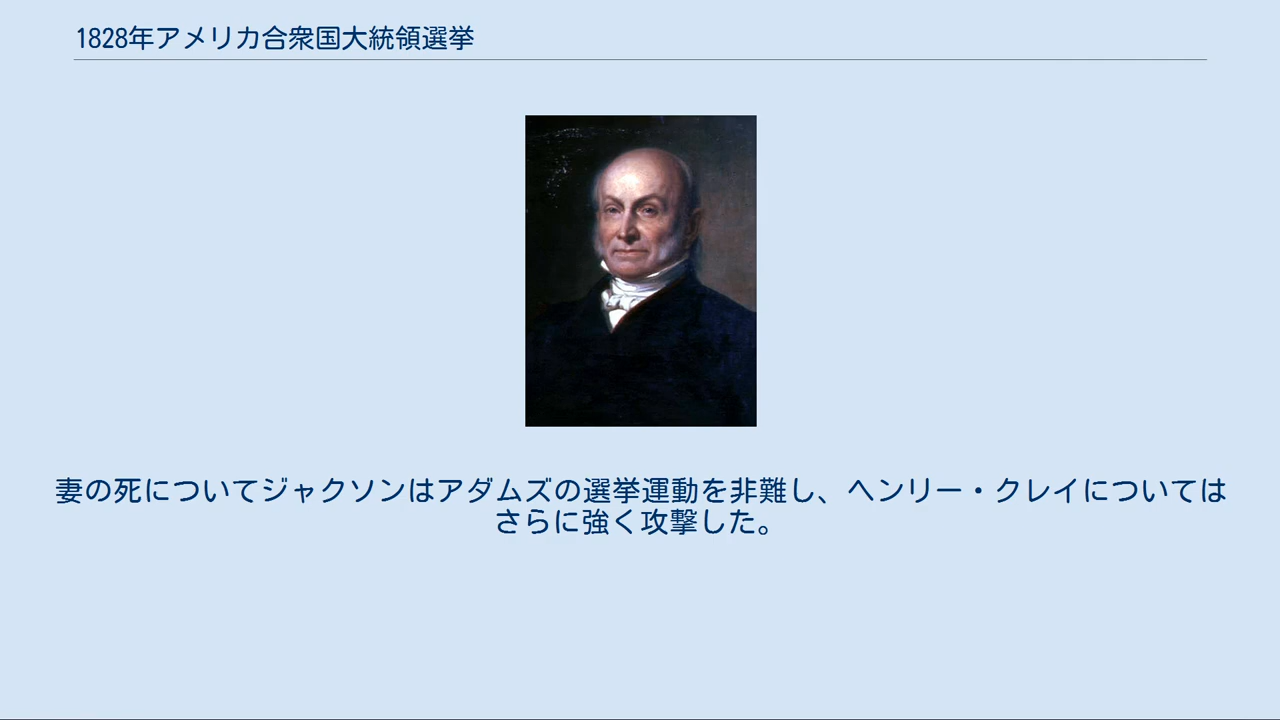 1828年アメリカ合衆国大統領選挙
妻の死についてジャクソンはアダムズの選挙運動を非難し、ヘンリー・クレイについては
さらに強く攻撃した。